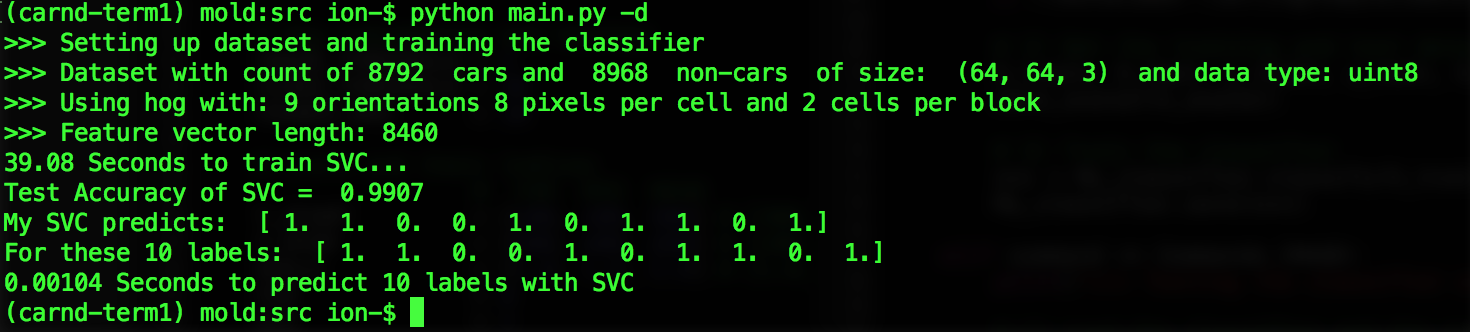 (carnd-term1) mold:src ion-$ python main.py -d
>>> Setting up dataset and training the classifier
>>> Dataset with count of 8792  cars and  8968  non-cars  of size:  (64, 64, 3)  and data type: uint8
>>> Using hog with: 9 orientations 8 pixels per cell and 2 cells per block
>>> Feature vector length: 8460
39.08 Seconds to train SVC...
Test Accuracy of SVC =  0.9907
My SVC predicts:  [ 1.  1.  0.  0.  1.  0.  1.  1.  0.  1.]
For these 10 labels:  [ 1.  1.  0.  0.  1.  0.  1.  1.  0.  1.]
0.00104 Seconds to predict 10 labels with SVC
(carnd-term1) mold:src ion-$